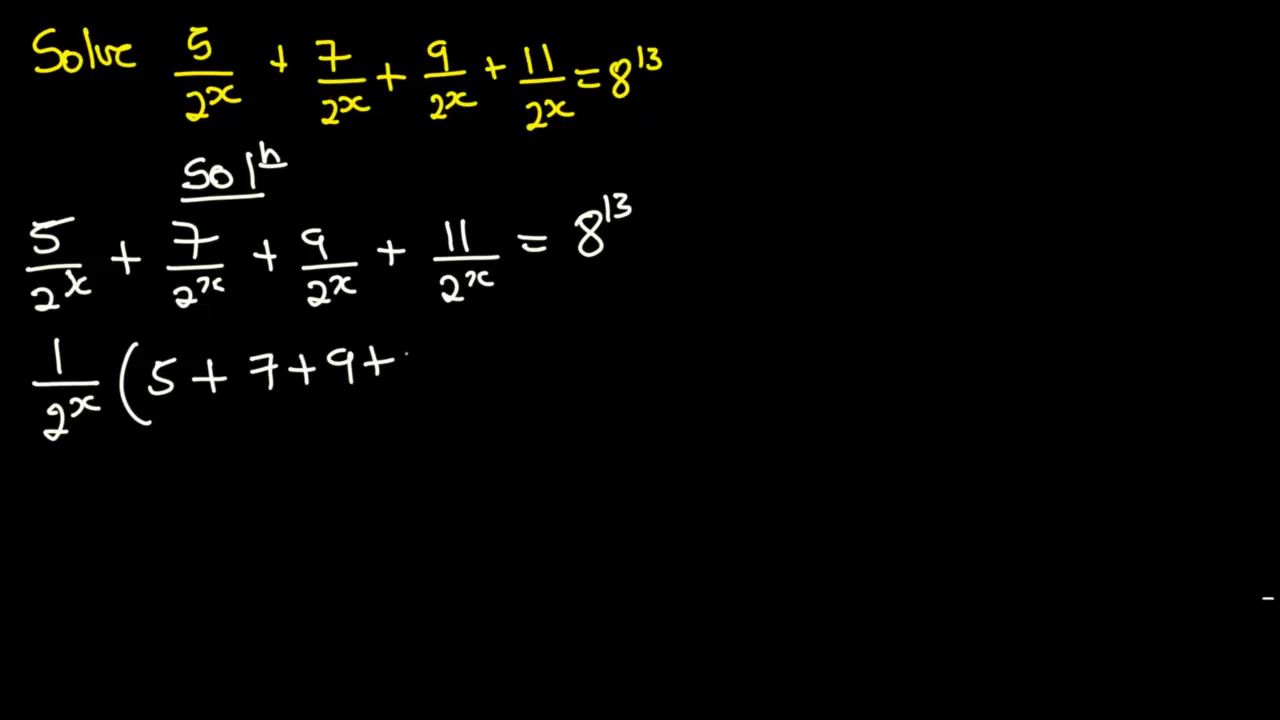 Solve 5/2^x + 7/2^x + 9/2^x + 11/2^x = 8^13
Sol^n
5/2^x + 7/2^x + 9/2^x + 11/2^x = 8^13
1/2^x (5 + 7 + 9 +